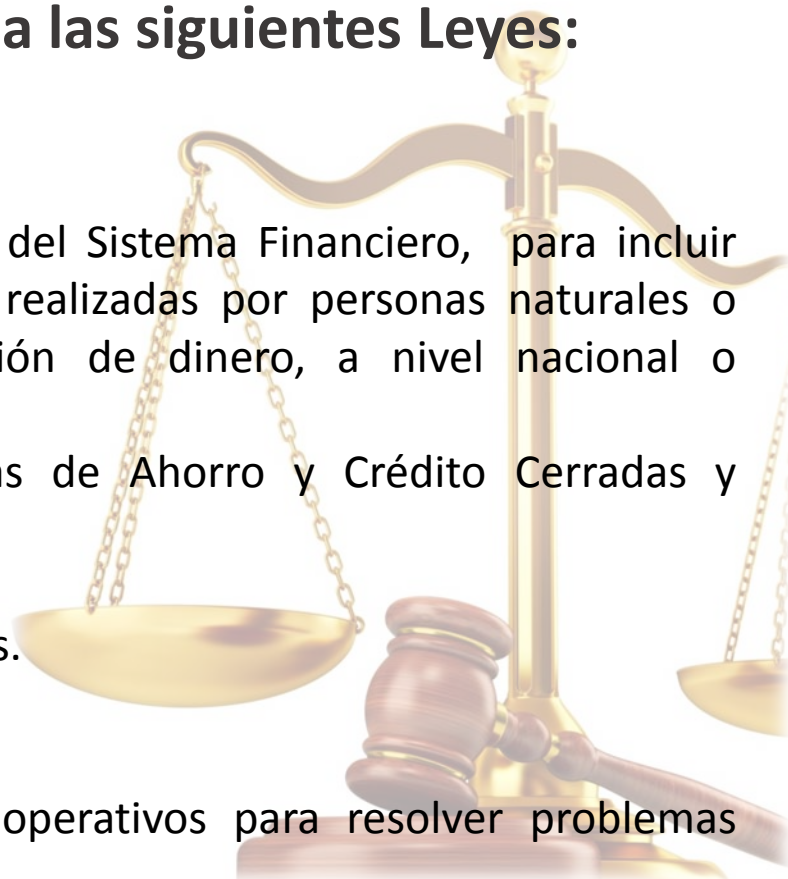 a las siguientes Leyes:
del Sistema Financiero, para incluir
realizadas por personas naturales o
ión de dinero, a nivel nacional o
as de Ahorro y Crédito Cerradas y
s.
operativos para resolver problemas